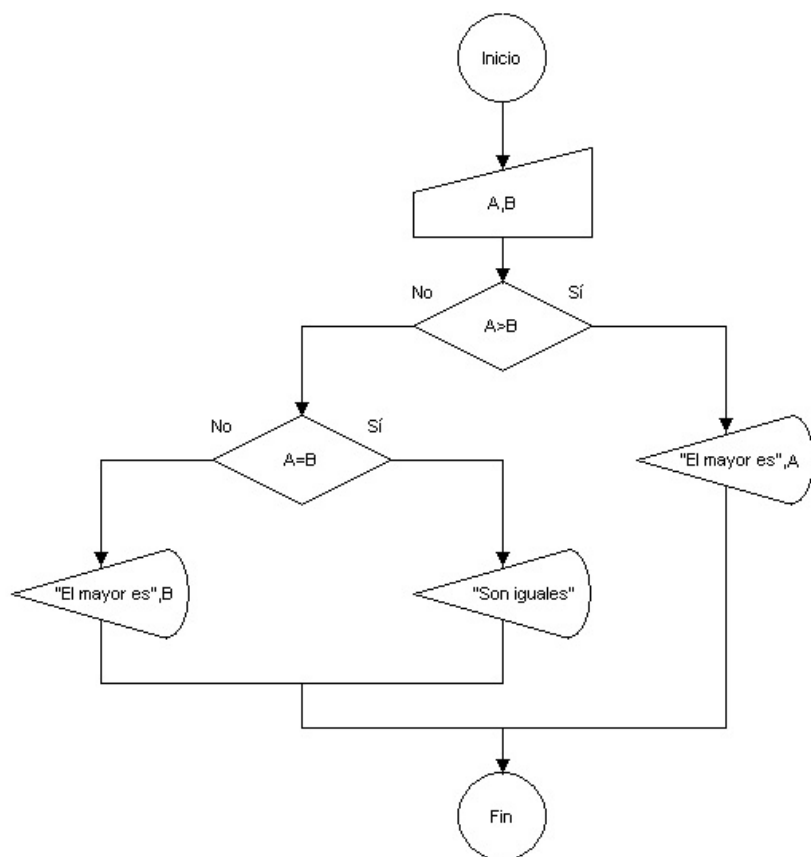 Inicio
A,B
No
Sí
A>B
No
Sí
A=B
"El mayor es",A
"El mayor es",B
"Son iguales"
Fin